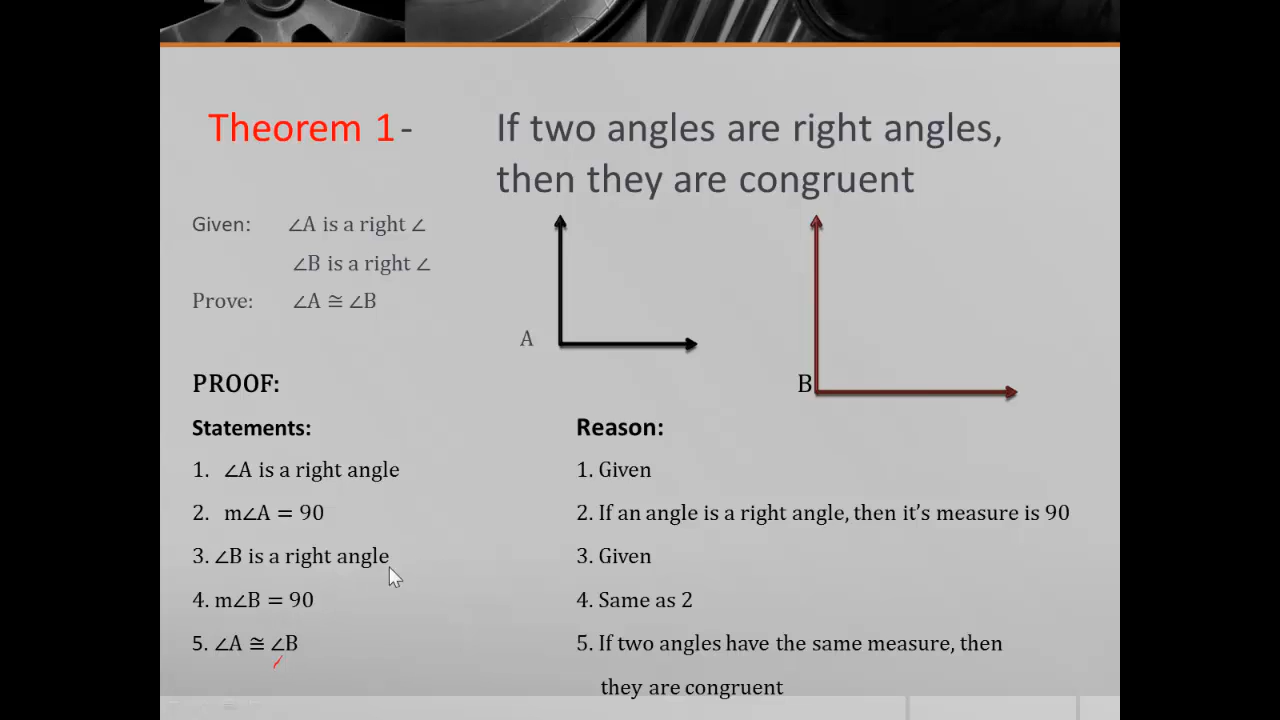 Theorem 1 - If two angles are right angles,
then they are congruent
Given: ∠A is a right ∠
∠B is a right ∠
Prove: ∠A ≅ ∠B
A
B
PROOF:
Statements: Reason:
1. ∠A is a right angle 1. Given
2. m∠A = 90 2. If an angle is a right angle, then it's measure is 90
3. ∠B is a right angle 3. Given
4. m∠B = 90 4. Same as 2
5. ∠A ≅ ∠B 5. If two angles have the same measure, then
they are congruent